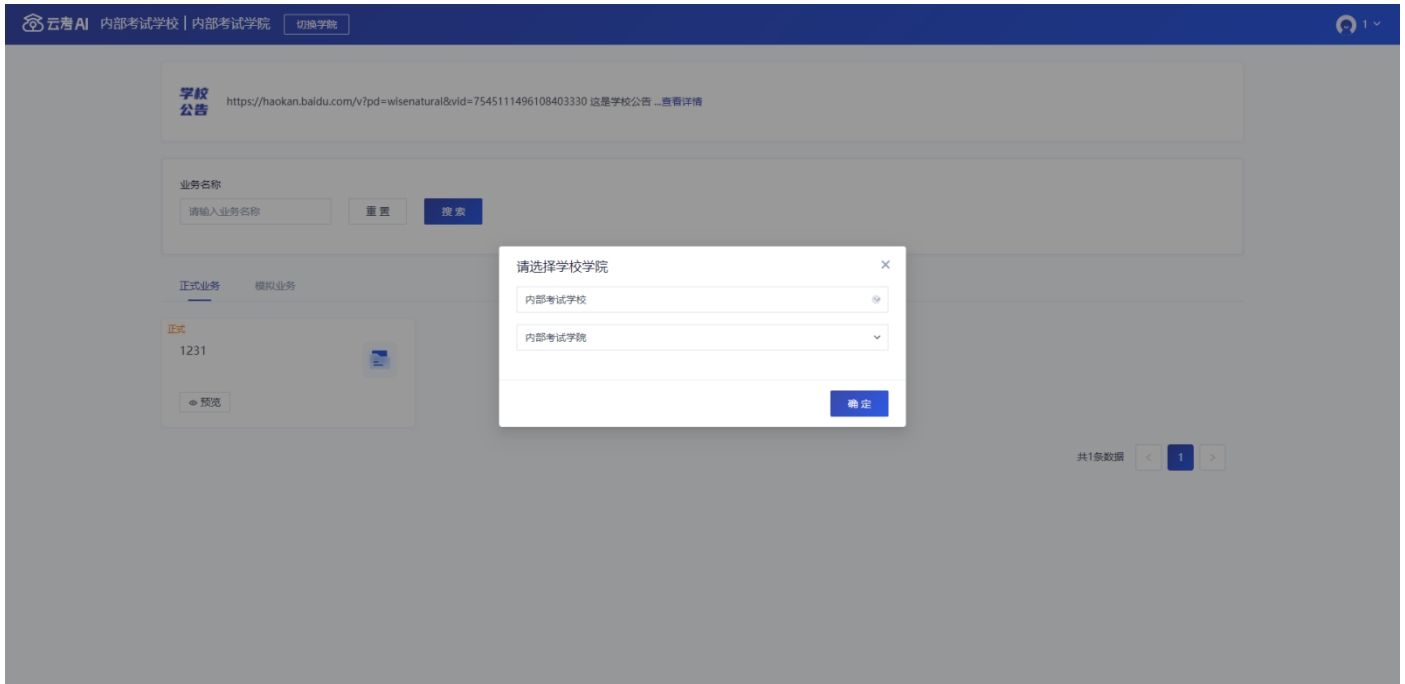 云考AI 内部考试学校 | 内部考试学院 切换学院 1
学校
公告
https://haokan.baidu.com/v?pd=wisenatural&vid=7545111496108403330 这是学校公告 ...查看详情
业务名称
请输入业务名称 重置 搜索
请选择学校学院
内部考试学校
内部考试学院
确定
正式业务 模拟业务
正式
1231
预览
共1条数据 < 1 >